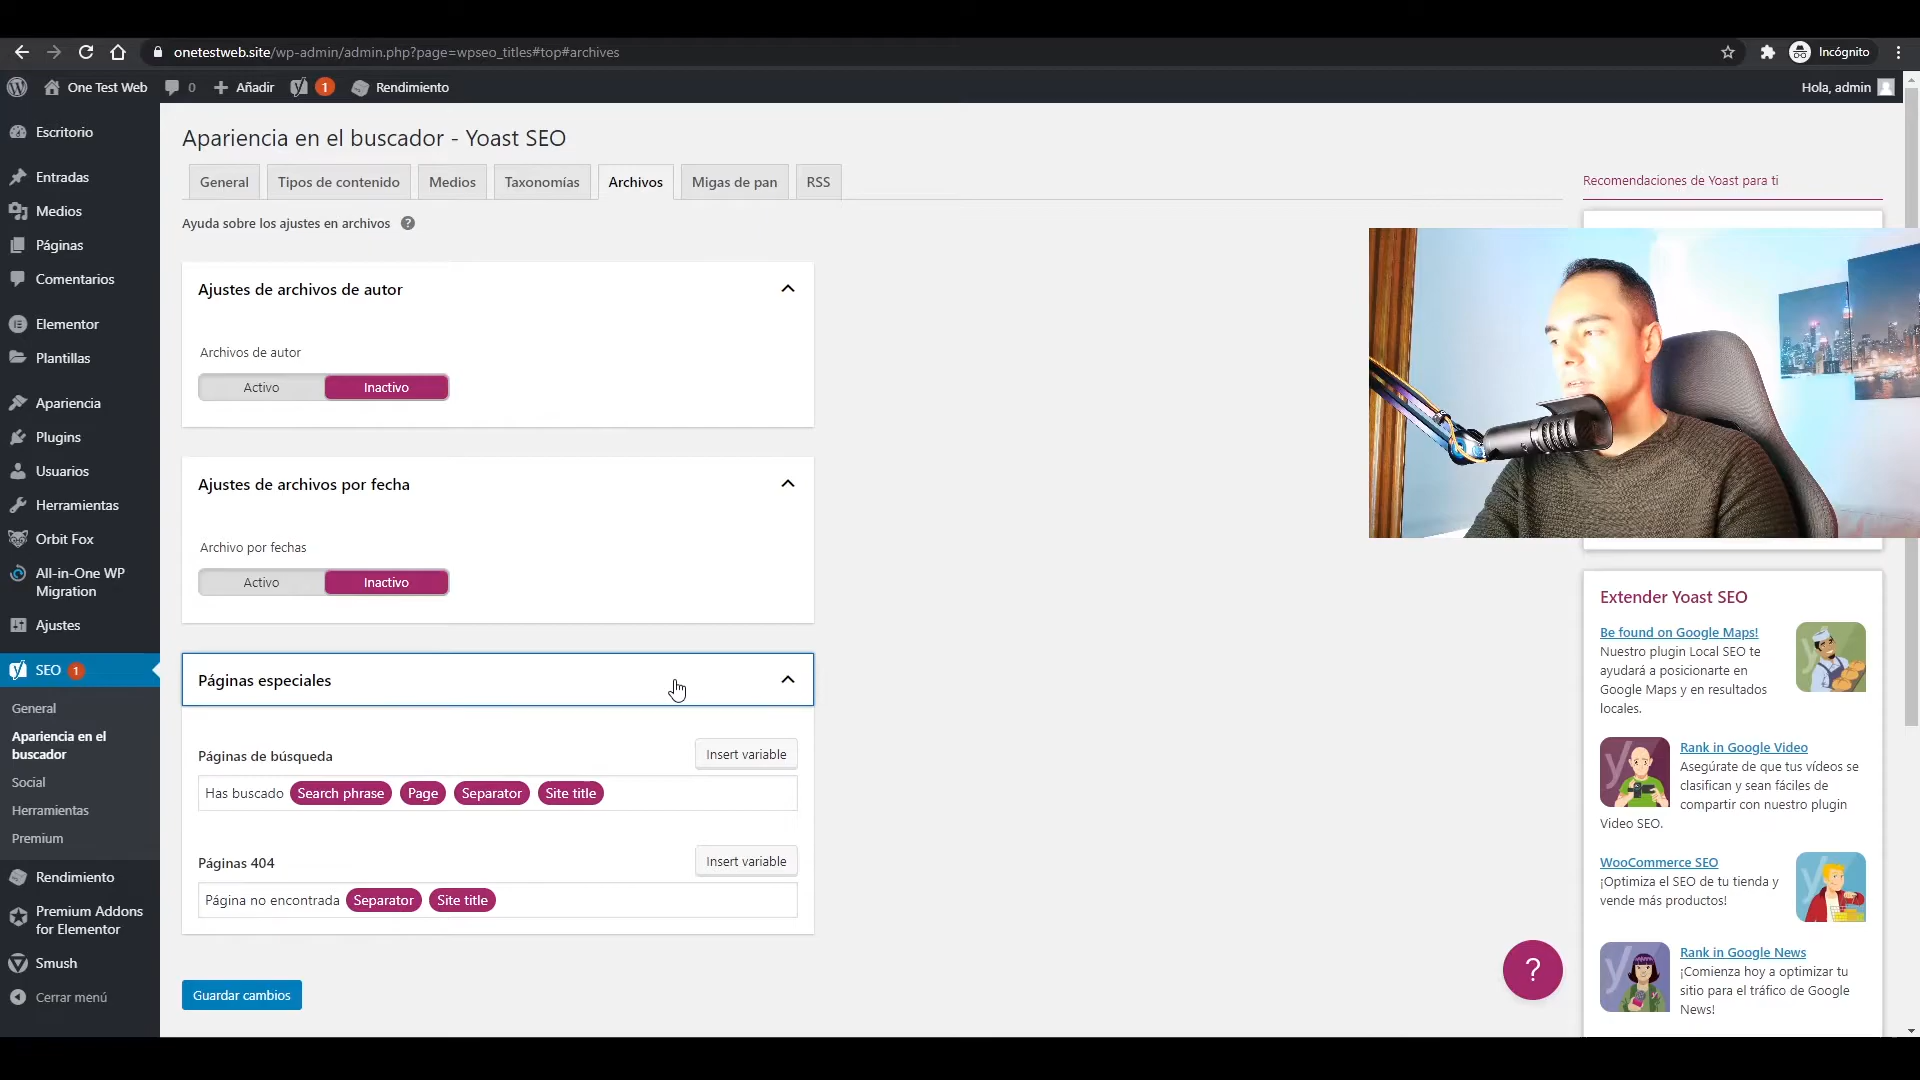 onetestweb.site/wp-admin/admin.php?page=wpseo_titles#top#archives
Incógnito
One Test Web
0
Añadir
1
Rendimiento
Hola, admin
Escritorio
Entradas
Medios
Páginas
Comentarios
Elementor
Plantillas
Apariencia
Plugins
Usuarios
Herramientas
Orbit Fox
All-in-One WP
Migration
Ajustes
SEO 1
General
Apariencia en el
buscador
Social
Herramientas
Premium
Rendimiento
Premium Addons
for Elementor
Smush
Cerrar menú
Apariencia en el buscador - Yoast SEO
General
Tipos de contenido
Medios
Taxonomías
Archivos
Migas de pan
RSS
Ayuda sobre los ajustes en archivos ?
Ajustes de archivos de autor
Archivos de autor
Activo
Inactivo
Ajustes de archivos por fecha
Archivo por fechas
Activo
Inactivo
Páginas especiales
Páginas de búsqueda
Insert variable
Has buscado Search phrase Page Separator Site title
Páginas 404
Insert variable
Página no encontrada Separator Site title
Guardar cambios
Recomendaciones de Yoast para ti
Extender Yoast SEO
Be found on Google Maps!
Nuestro plugin Local SEO te
ayudará a posicionarte en
Google Maps y en resultados
locales.
Rank in Google Video
Asegúrate de que tus vídeos se
clasifican y sean fáciles de
compartir con nuestro plugin
Video SEO.
WooCommerce SEO
¡Optimiza el SEO de tu tienda y
vende más productos!
Rank in Google News
¡Comienza hoy a optimizar tu
sitio para el tráfico de Google
News!
?